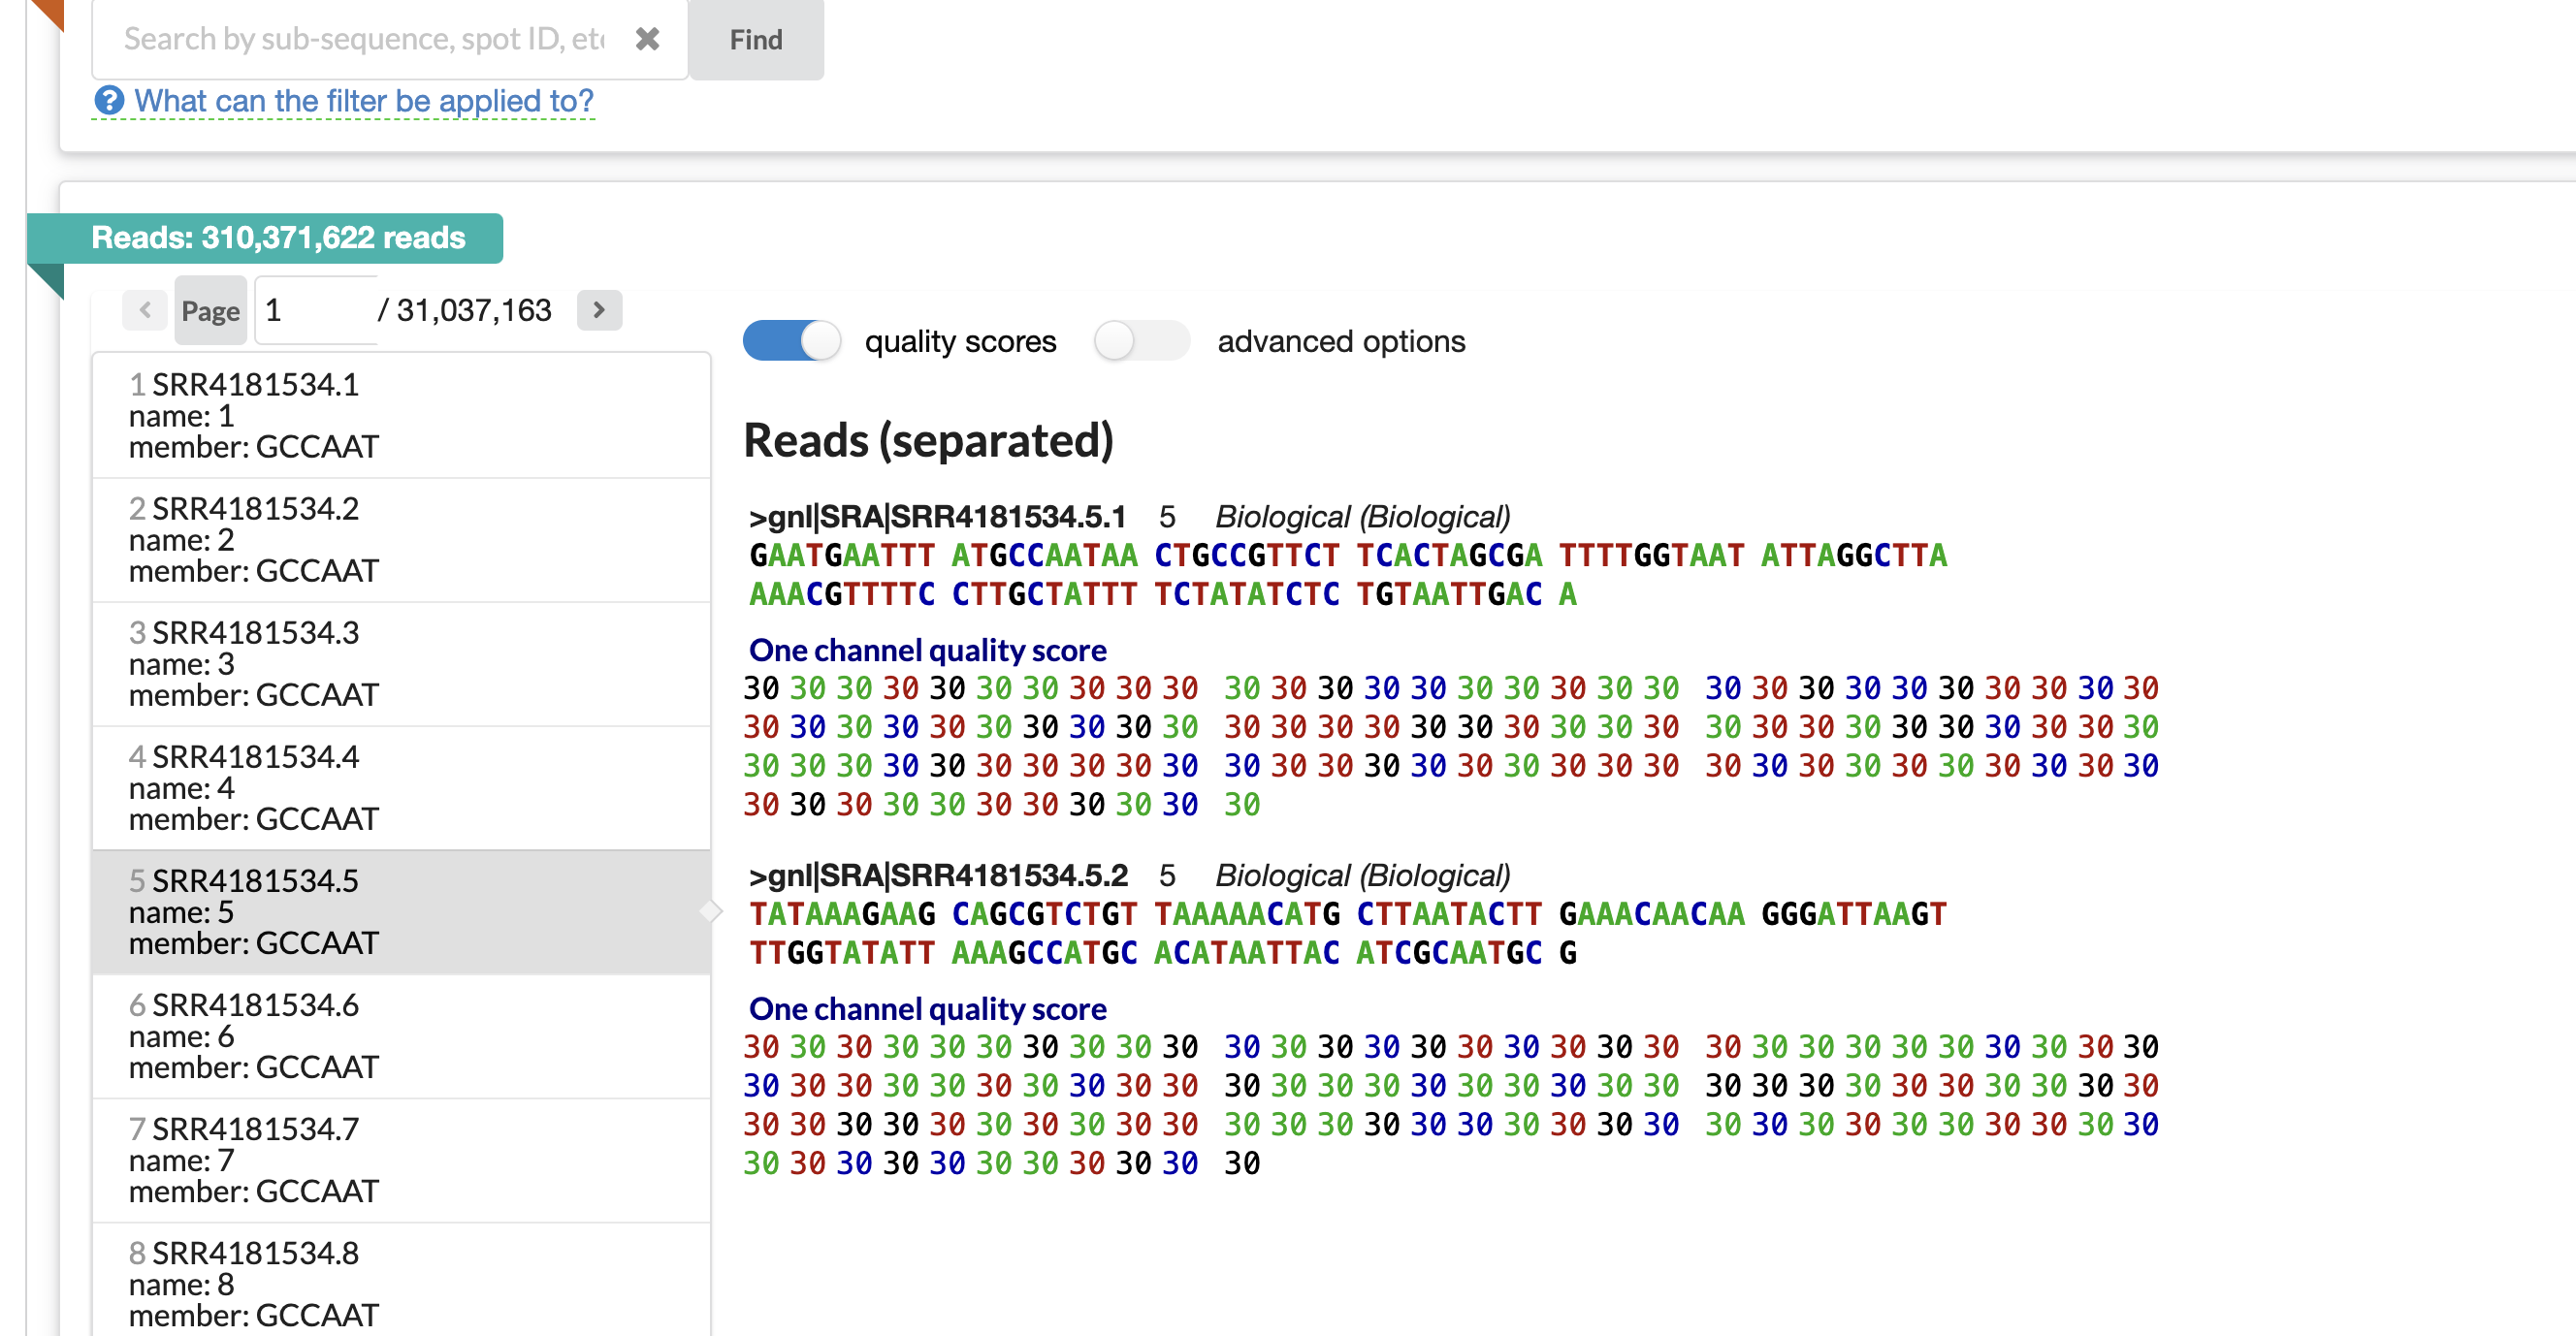 Search by sub-sequence, spot ID, etc
Find
What can the filter be applied to?
Reads: 310,371,622 reads
Page 1 / 31,037,163
quality scores advanced options
1 SRR4181534.1
name: 1
member: GCCAAT
2 SRR4181534.2
name: 2
member: GCCAAT
3 SRR4181534.3
name: 3
member: GCCAAT
4 SRR4181534.4
name: 4
member: GCCAAT
5 SRR4181534.5
name: 5
member: GCCAAT
6 SRR4181534.6
name: 6
member: GCCAAT
7 SRR4181534.7
name: 7
member: GCCAAT
8 SRR4181534.8
name: 8
member: GCCAAT
Reads (separated)
>gnl|SRA|SRR4181534.5.1 5 Biological (Biological)
GAATGAATTT ATGCCAATAA CTGCCGTTCT TCACTAGCGA TTTTGGTAAT ATTAGGCTTA
AAACGTTTTC CTTGCTATTT TCTATATCTC TGTAATTGAC A
One channel quality score
30 30 30 30 30 30 30 30 30 30 30 30 30 30 30 30 30 30 30 30 30 30 30 30 30 30 30 30 30 30
30 30 30 30 30 30 30 30 30 30 30 30 30 30 30 30 30 30 30 30 30 30 30 30 30 30 30 30 30 30
30 30 30 30 30 30 30 30 30 30 30 30 30 30 30 30 30 30 30 30 30 30 30 30 30 30 30 30 30 30
30 30 30 30 30 30 30 30 30 30 30
>gnl|SRA|SRR4181534.5.2 5 Biological (Biological)
TATAAAGAAG CAGCGTCTGT TAAAAACATG CTTAATACTT GAAACAACAA GGGATTAAGT
TTGGTATATT AAAGCCATGC ACATAATTAC ATCGCAATGC G
One channel quality score
30 30 30 30 30 30 30 30 30 30 30 30 30 30 30 30 30 30 30 30 30 30 30 30 30 30 30 30 30 30
30 30 30 30 30 30 30 30 30 30 30 30 30 30 30 30 30 30 30 30 30 30 30 30 30 30 30 30 30 30
30 30 30 30 30 30 30 30 30 30 30 30 30 30 30 30 30 30 30 30 30 30 30 30 30 30 30 30 30 30
30 30 30 30 30 30 30 30 30 30 30